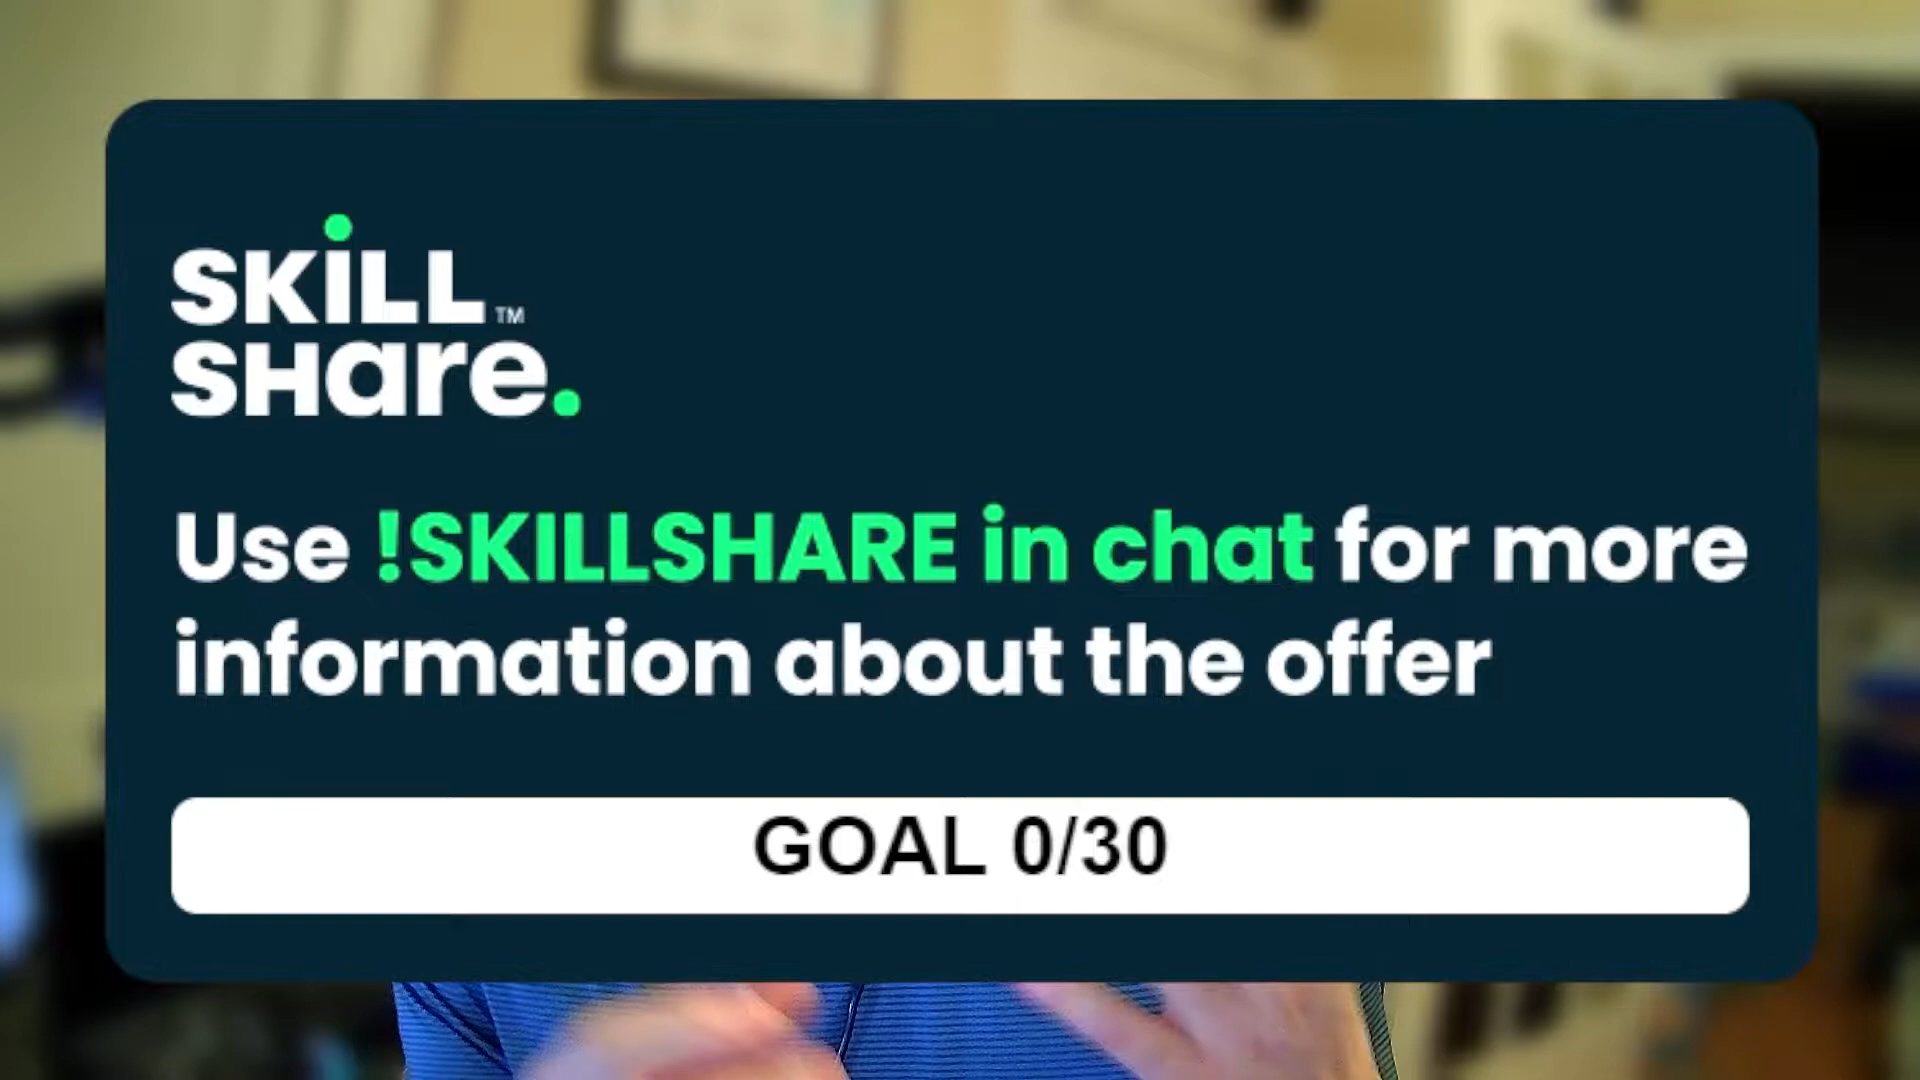 SKiLL™
SHare.
Use !SKILLSHARE in chat for more
information about the offer
GOAL 0/30